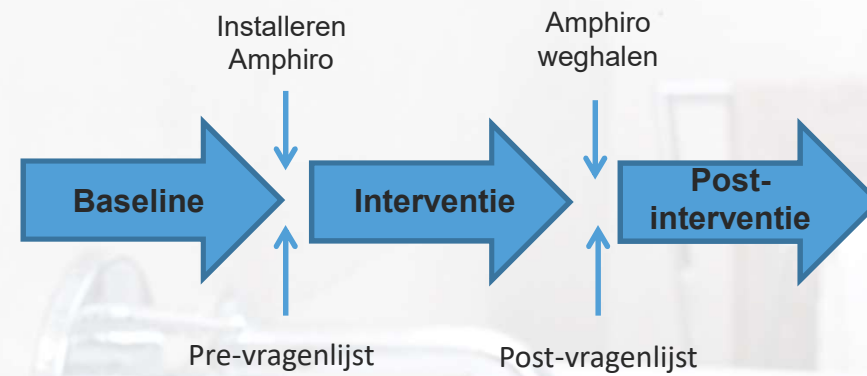 Installeren
Amphiro
Amphiro
weghalen
Baseline
Interventie
Post-
interventie
Pre-vragenlijst
Post-vragenlijst